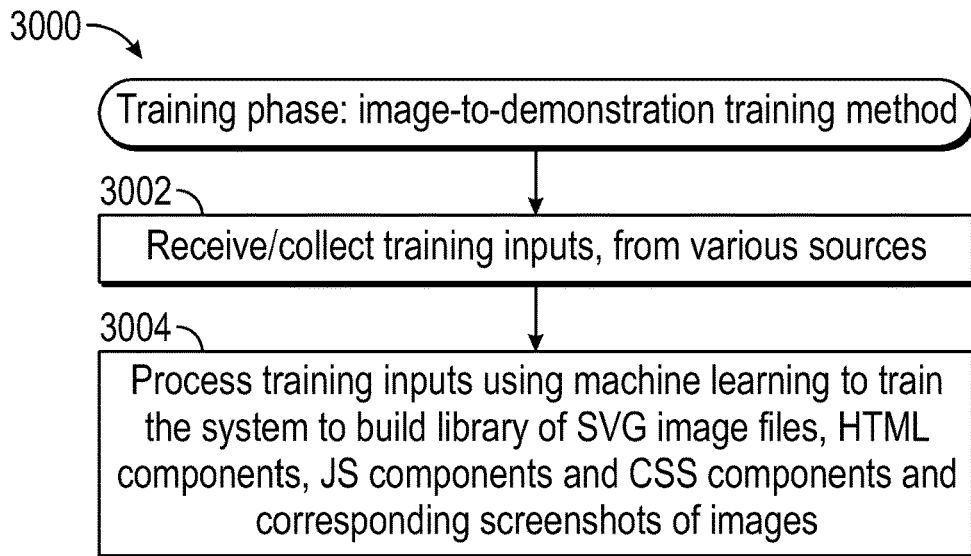 3000
Training phase: image-to-demonstration training method
3002
Receive/collect training inputs, from various sources
3004
Process training inputs using machine learning to train
the system to build library of SVG image files, HTML
components, JS components and CSS components and
corresponding screenshots of images